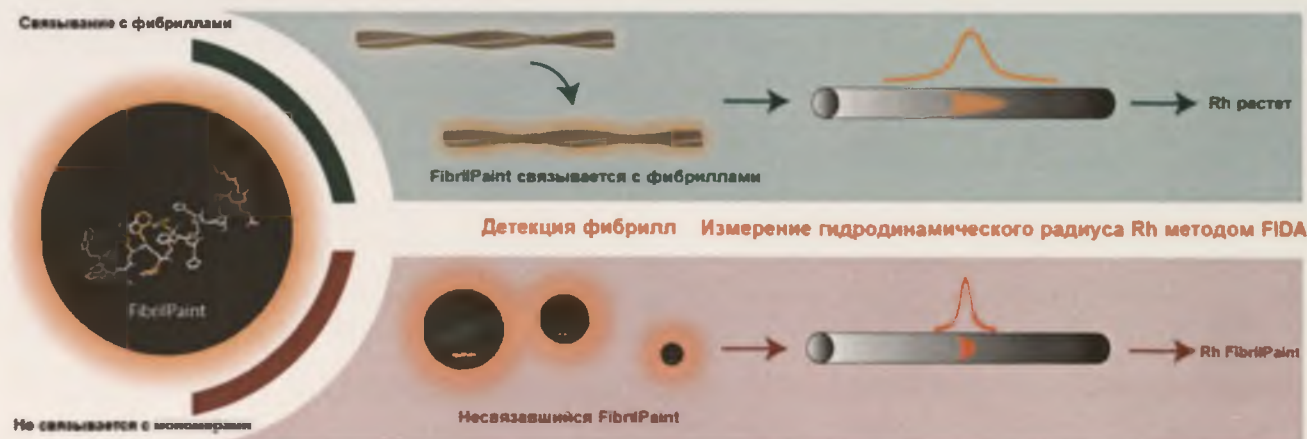 Связывание с фибриллами
FibrilPaint связывается с фибриллами
Rh растет
Детекция фибрилл
Измерение гидродинамического радиуса Rh методом FIDA
FibrilPaint
Rh FibrilPaint
Несвязавшийся FibrilPaint
Не связывается с мономерами